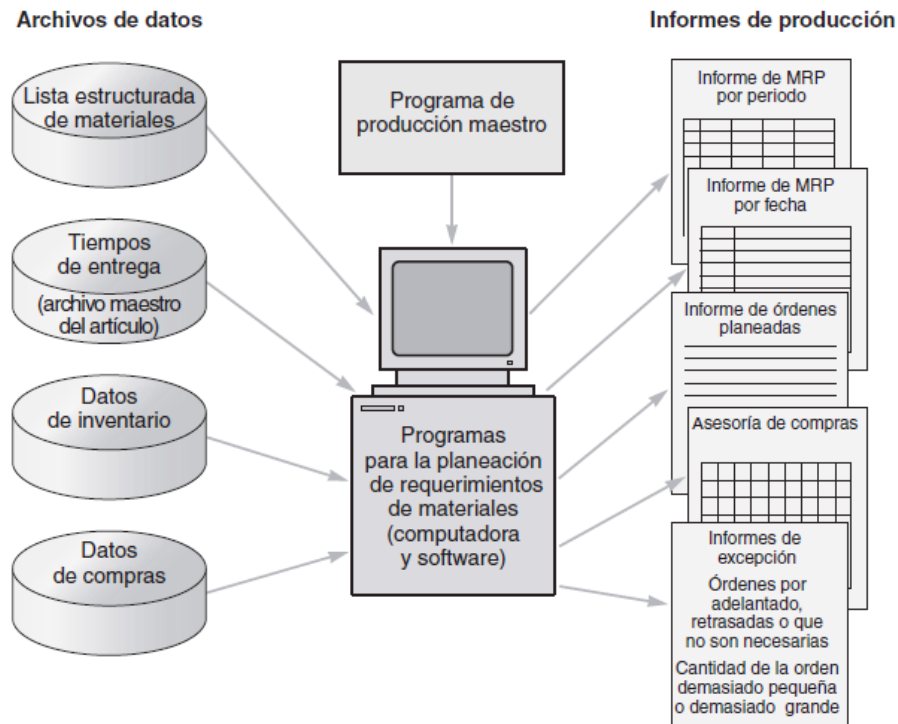 Archivos de datos
Lista estructurada
de materiales
Tiempos
de entrega
(archivo maestro
del artículo)
Datos
de inventario
Datos
de compras
Programa de
producción maestro
Programas
para la planeación
de requerimientos
de materiales
(computadora
y software)
Informes de producción
Informe de MRP
por periodo
Informe de MRP
por fecha
Informe de órdenes
planeadas
Asesoría de compras
Informes de
excepción
Órdenes por
adelantado,
retrasadas o que
no son necesarias
Cantidad de la orden
demasiado pequeña
o demasiado grande